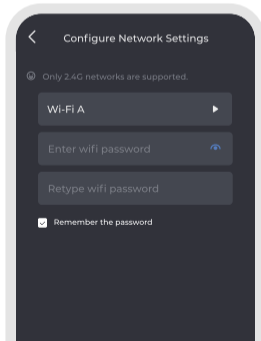 Configure Network Settings
Only 2.4G networks are supported.
Wi-Fi A
Enter wifi password
Retype wifi password
Remember the password